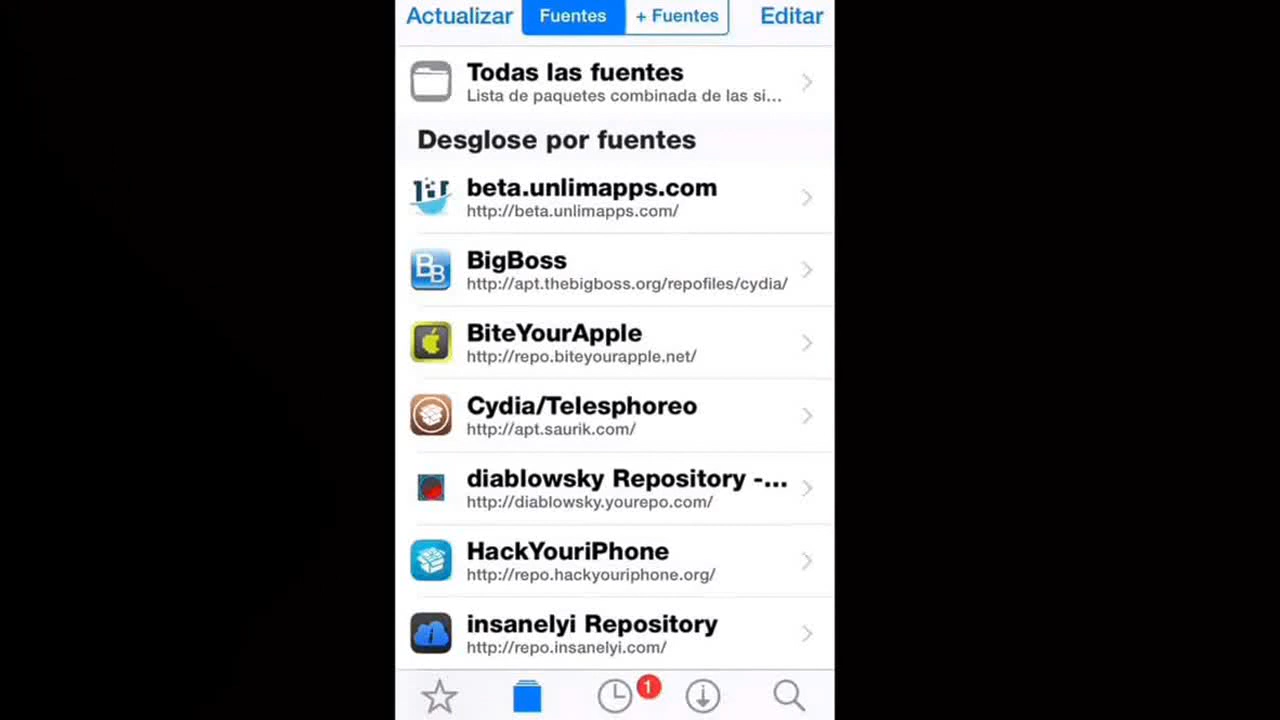 Actualizar Fuentes + Fuentes Editar
Todas las fuentes
Lista de paquetes combinada de las si...
Desglose por fuentes
beta.unlimapps.com
http://beta.unlimapps.com/
BB
BigBoss
http://apt.thebigboss.org/repofiles/cydia/
BiteYourApple
http://repo.biteyourapple.net/
Cydia/Telesphoreo
http://apt.saurik.com/
diablowsky Repository -...
http://diablowsky.yourepo.com/
HackYouriPhone
http://repo.hackyouriphone.org/
i
insanelyi Repository
http://repo.insanelyi.com/
1